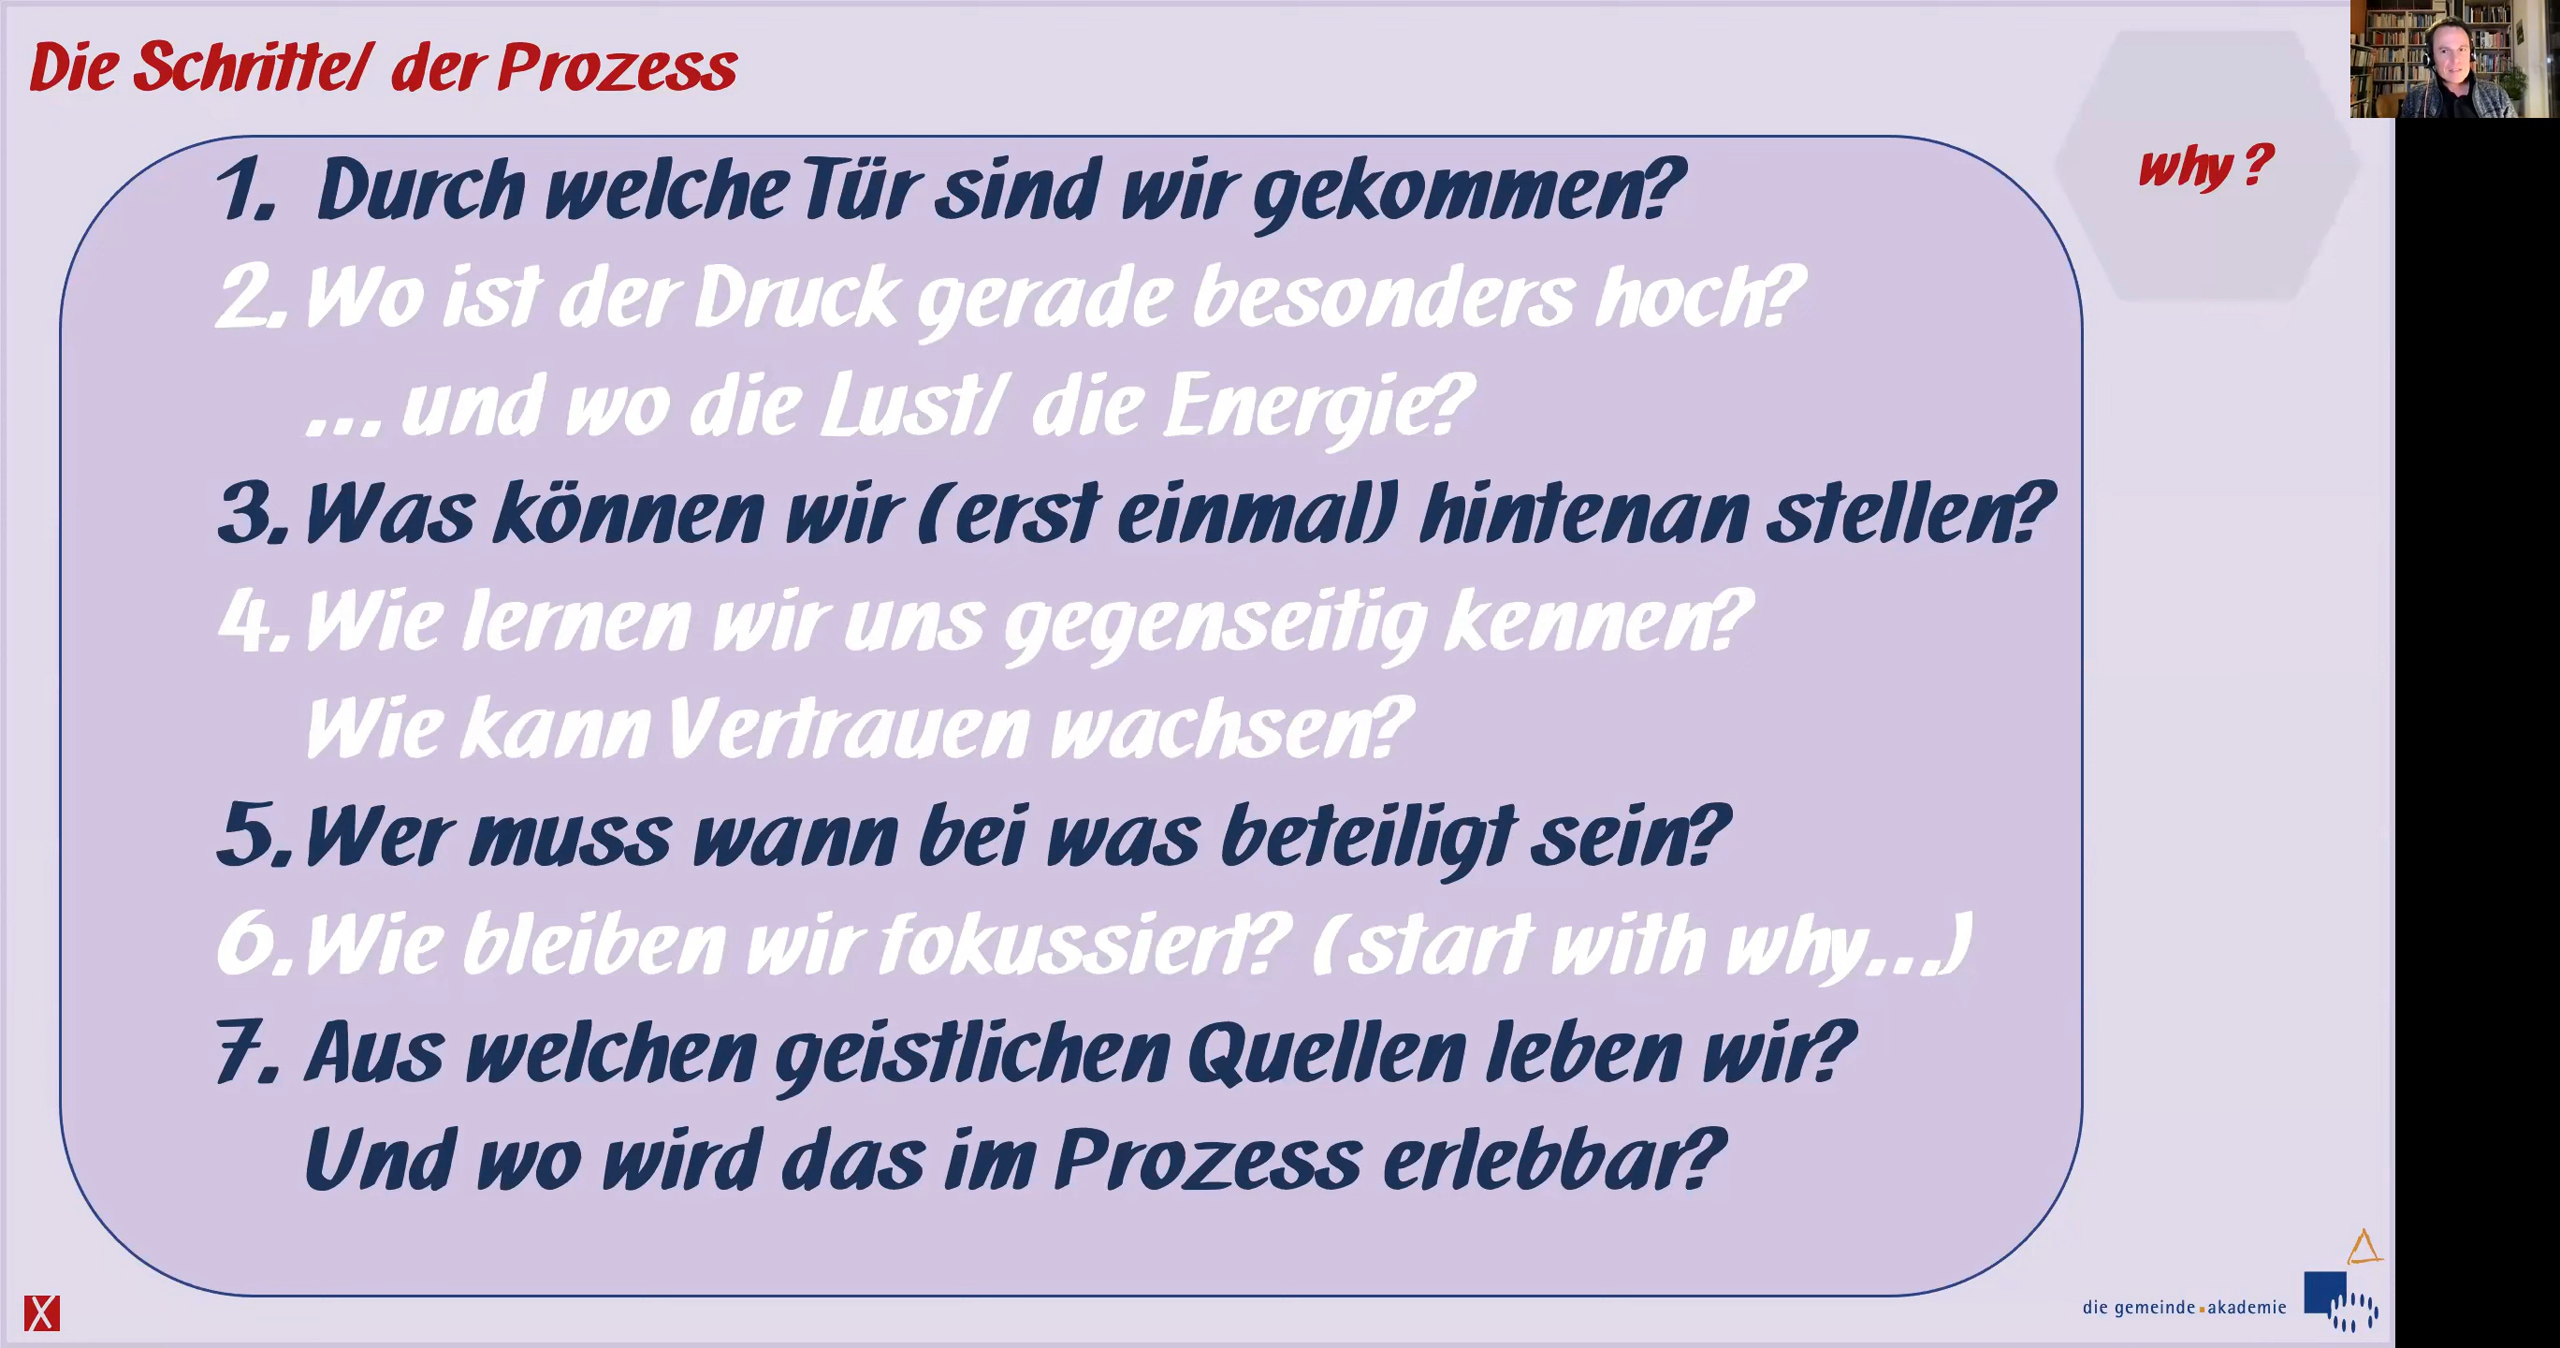 Die Schritte/ der Prozess
why ?
1. Durch welche Tür sind wir gekommen?
2. Wo ist der Druck gerade besonders hoch?
... und wo die Lust/ die Energie?
3. Was können wir (erst einmal) hintenan stellen?
4. Wie lernen wir uns gegenseitig kennen?
Wie kann Vertrauen wachsen?
5. Wer muss wann bei was beteiligt sein?
6. Wie bleiben wir fokussiert? (start with why...)
7. Aus welchen geistlichen Quellen leben wir?
Und wo wird das im Prozess erlebbar?
X
die gemeinde.akademie